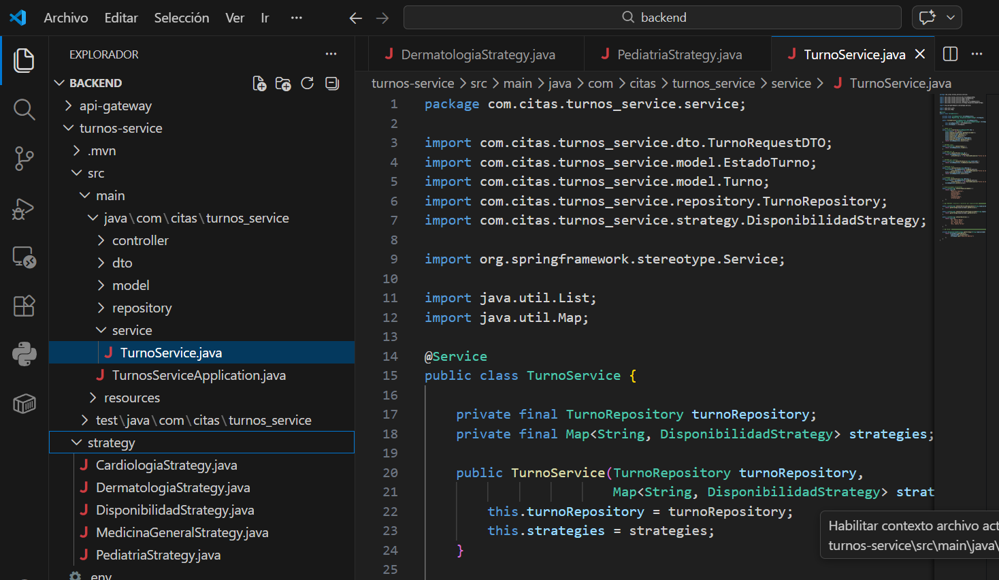 Archivo Editar Selección Ver Ir ··· backend
EXPLORADOR ···
BACKEND
api-gateway
turnos-service
.mvn
src
main
java\com\citas\turnos_service
controller
dto
model
repository
service
TurnoService.java
TurnosServiceApplication.java
resources
test\java\com\citas\turnos_service
strategy
CardiologiaStrategy.java
DermatologiaStrategy.java
DisponibilidadStrategy.java
MedicinaGeneralStrategy.java
PediatriaStrategy.java
.env
DermatologiaStrategy.java PediatriaStrategy.java TurnoService.java ···
turnos-service > src > main > java > com > citas > turnos_service > service > TurnoService.java
1 package com.citas.turnos_service.service;
2
3 import com.citas.turnos_service.dto.TurnoRequestDTO;
4 import com.citas.turnos_service.model.EstadoTurno;
5 import com.citas.turnos_service.model.Turno;
6 import com.citas.turnos_service.repository.TurnoRepository;
7 import com.citas.turnos_service.strategy.DisponibilidadStrategy;
8
9 import org.springframework.stereotype.Service;
10
11 import java.util.List;
12 import java.util.Map;
13
14 @Service
15 public class TurnoService {
16
17 private final TurnoRepository turnoRepository;
18 private final Map<String, DisponibilidadStrategy> strategies;
19
20 public TurnoService(TurnoRepository turnoRepository,
21 Map<String, DisponibilidadStrategy> strat
22 this.turnoRepository = turnoRepository;
23 this.strategies = strategies;
24 }
25
Habilitar contexto archivo act
turnos-service\src\main\java\